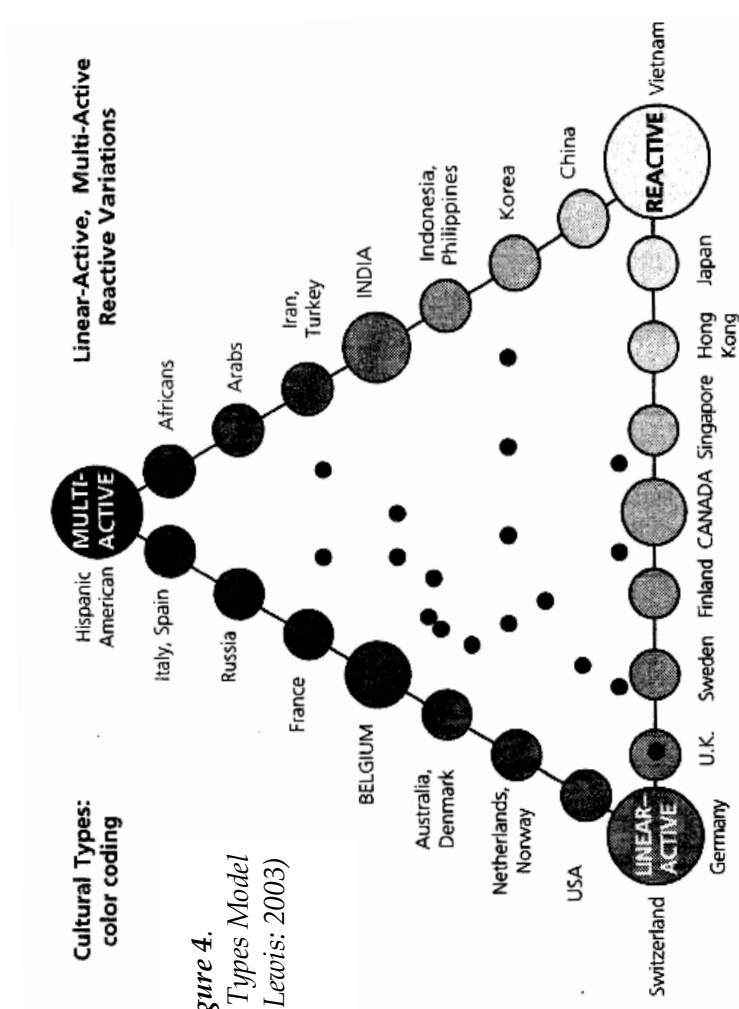 Cultural Types:
color coding
Linear-Active, Multi-Active
Reactive Variations
Hispanic
American
MULTI-
ACTIVE
Italy, Spain
Africans
Russia
Arabs
France
Iran,
Turkey
BELGIUM
INDIA
Australia,
Denmark
Indonesia,
Philippines
Netherlands,
Norway
Korea
USA
China
Switzerland
LINEAR-
ACTIVE
REACTIVE
Vietnam
Germany
U.K.
Sweden
Finland
CANADA
Singapore
Hong
Kong
Japan
gure 4.
Types Model
Lewis: 2003)